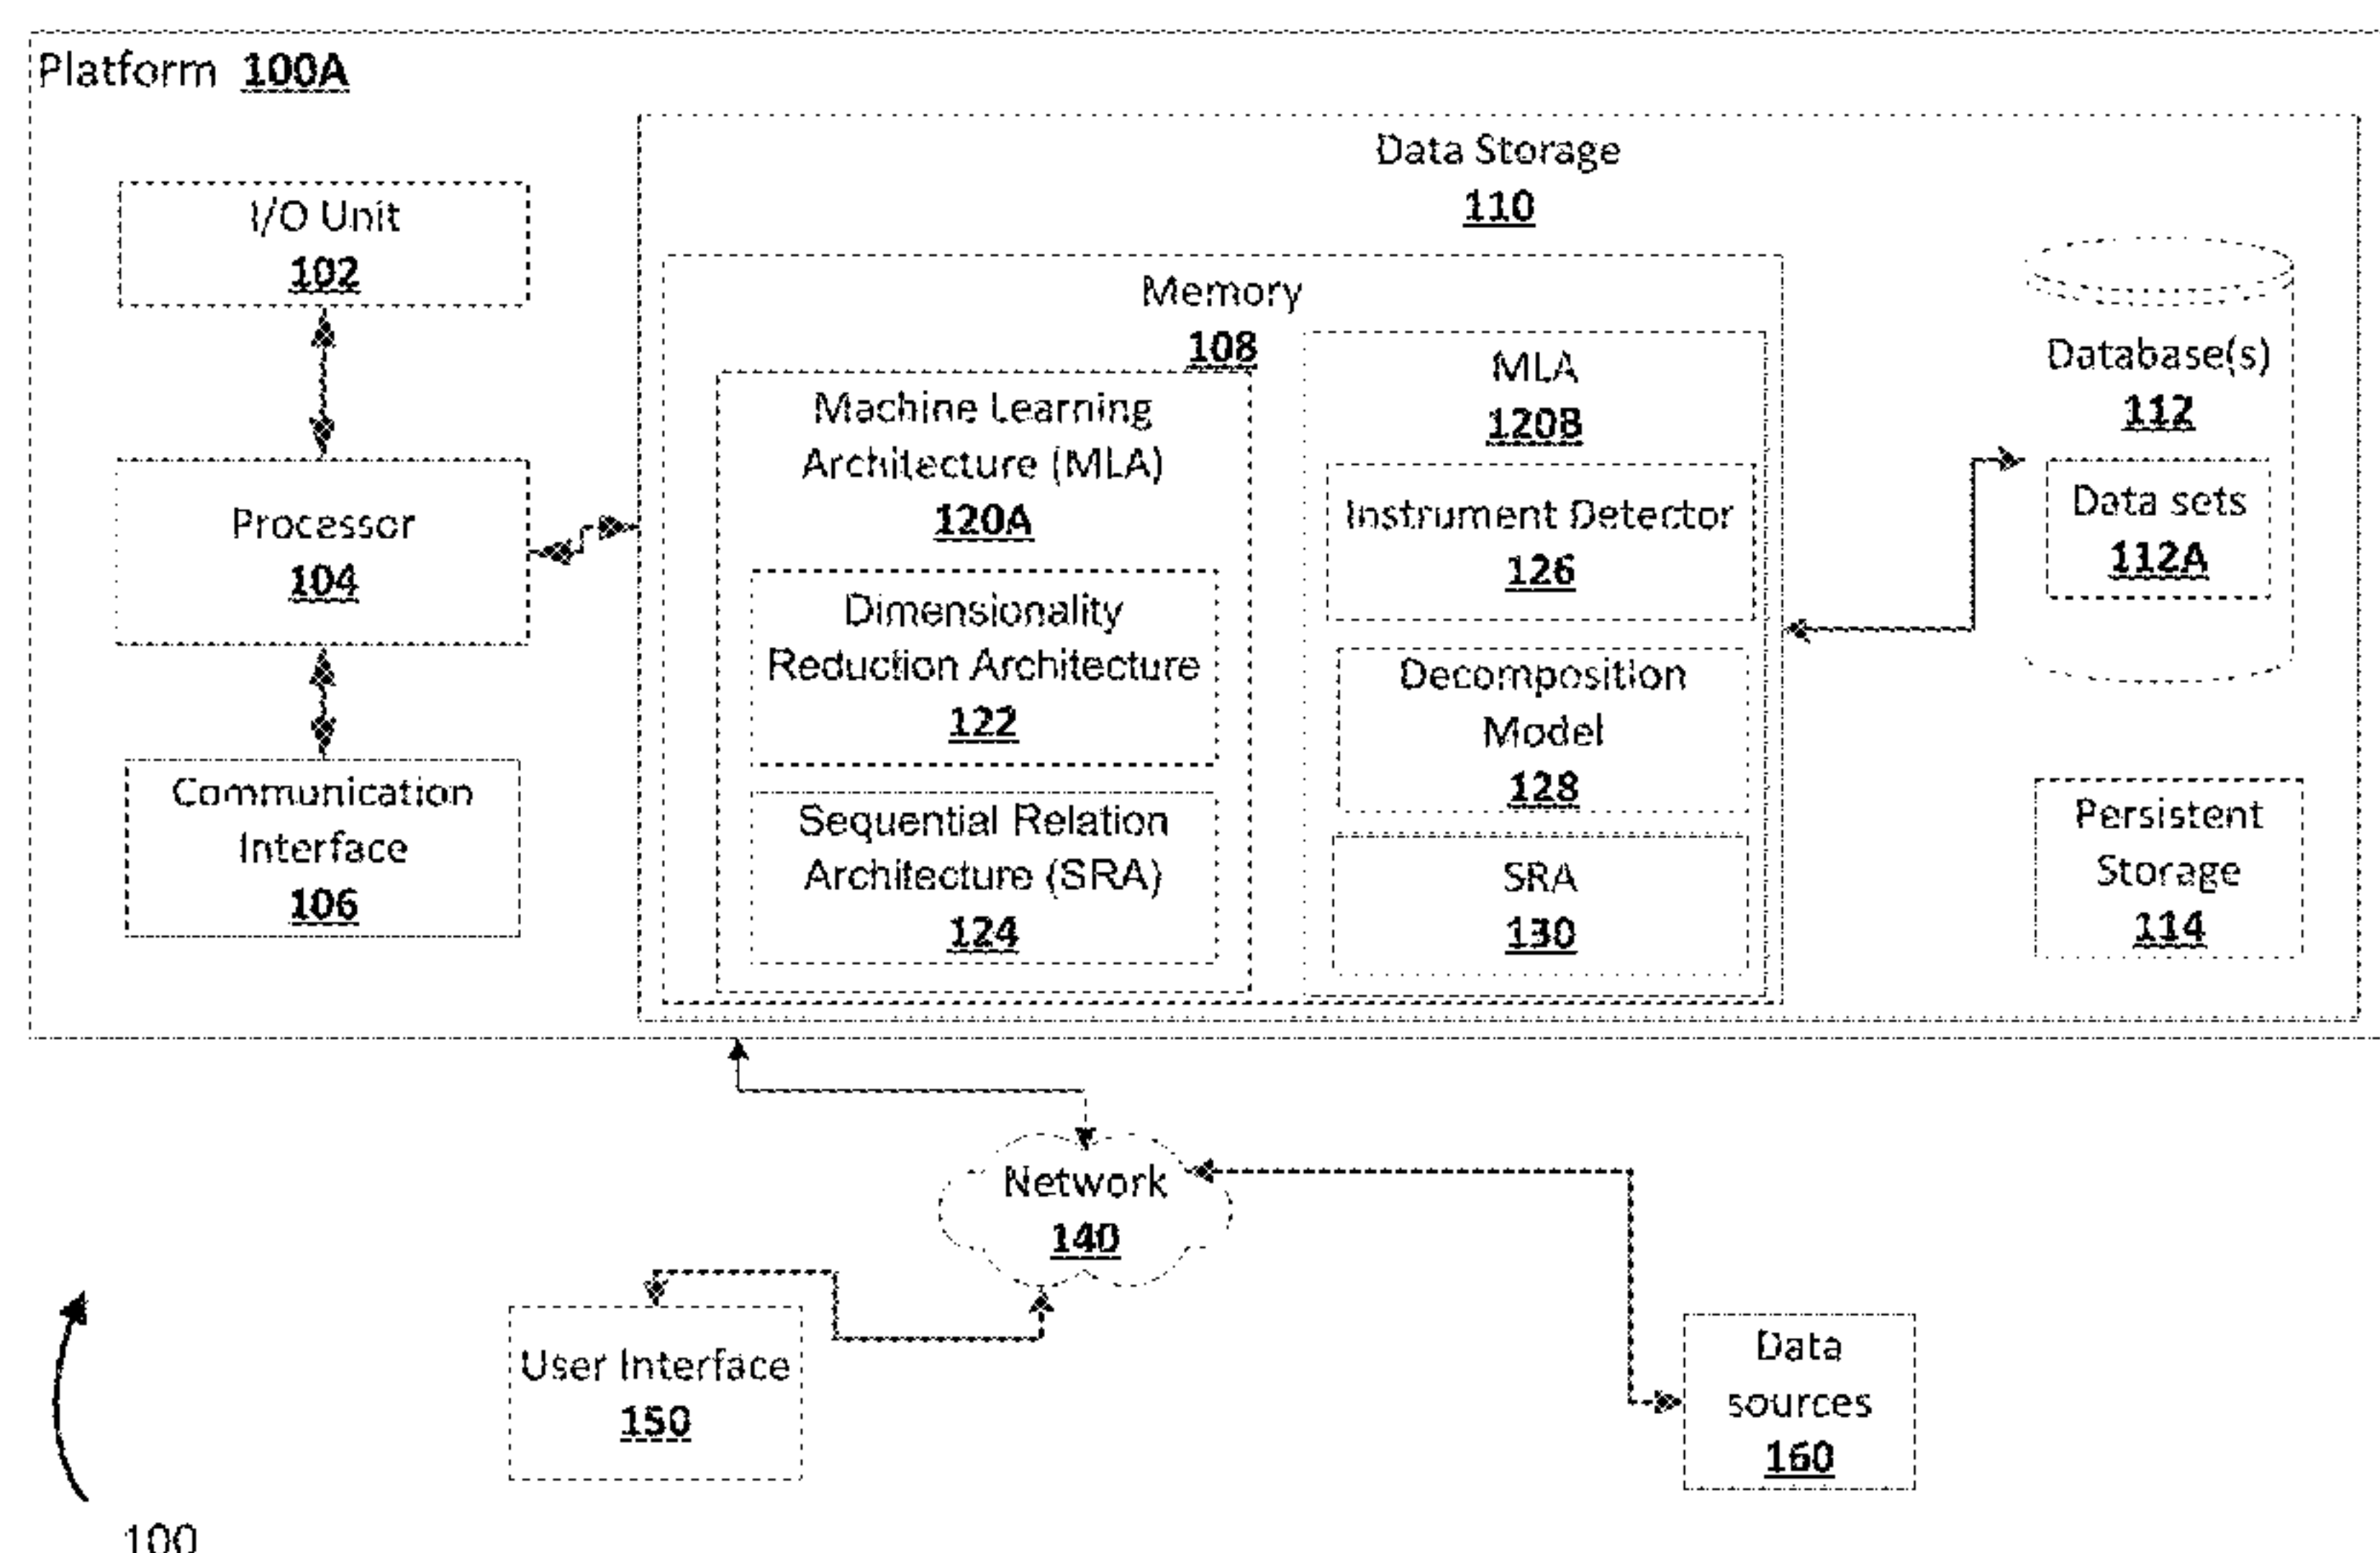 Platform 100A
I/O Unit
102
Processor
104
Communication
Interface
106
Data Storage
110
Memory
108
Machine Learning
Architecture (MLA)
120A
Dimensionality
Reduction Architecture
122
Sequential Relation
Architecture (SRA)
124
MLA
120B
Instrument Detector
126
Decomposition
Model
128
SRA
130
Database(s)
112
Data sets
112A
Persistent
Storage
114
Network
140
User Interface
150
Data
sources
160
100